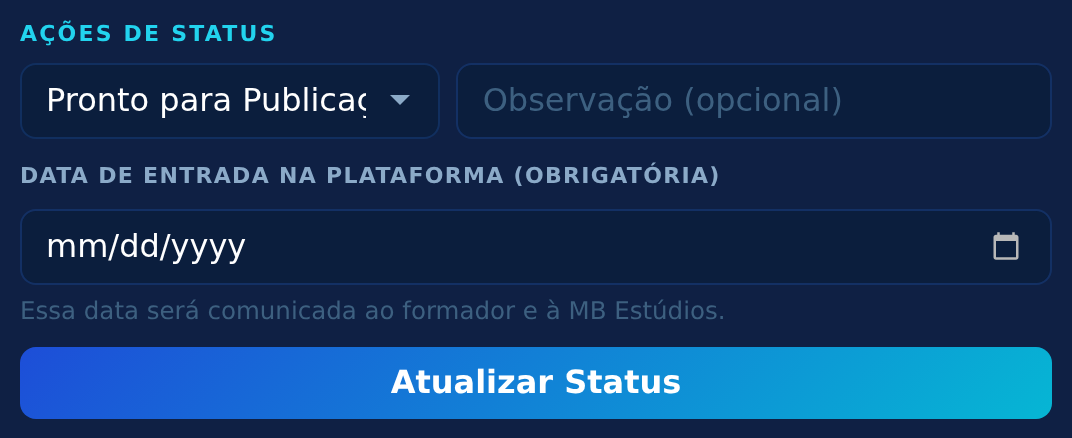 AÇÕES DE STATUS
Pronto para Publicaç
Observação (opcional)
DATA DE ENTRADA NA PLATAFORMA (OBRIGATÓRIA)
mm/dd/yyyy
Essa data será comunicada ao formador e à MB Estúdios.
Atualizar Status